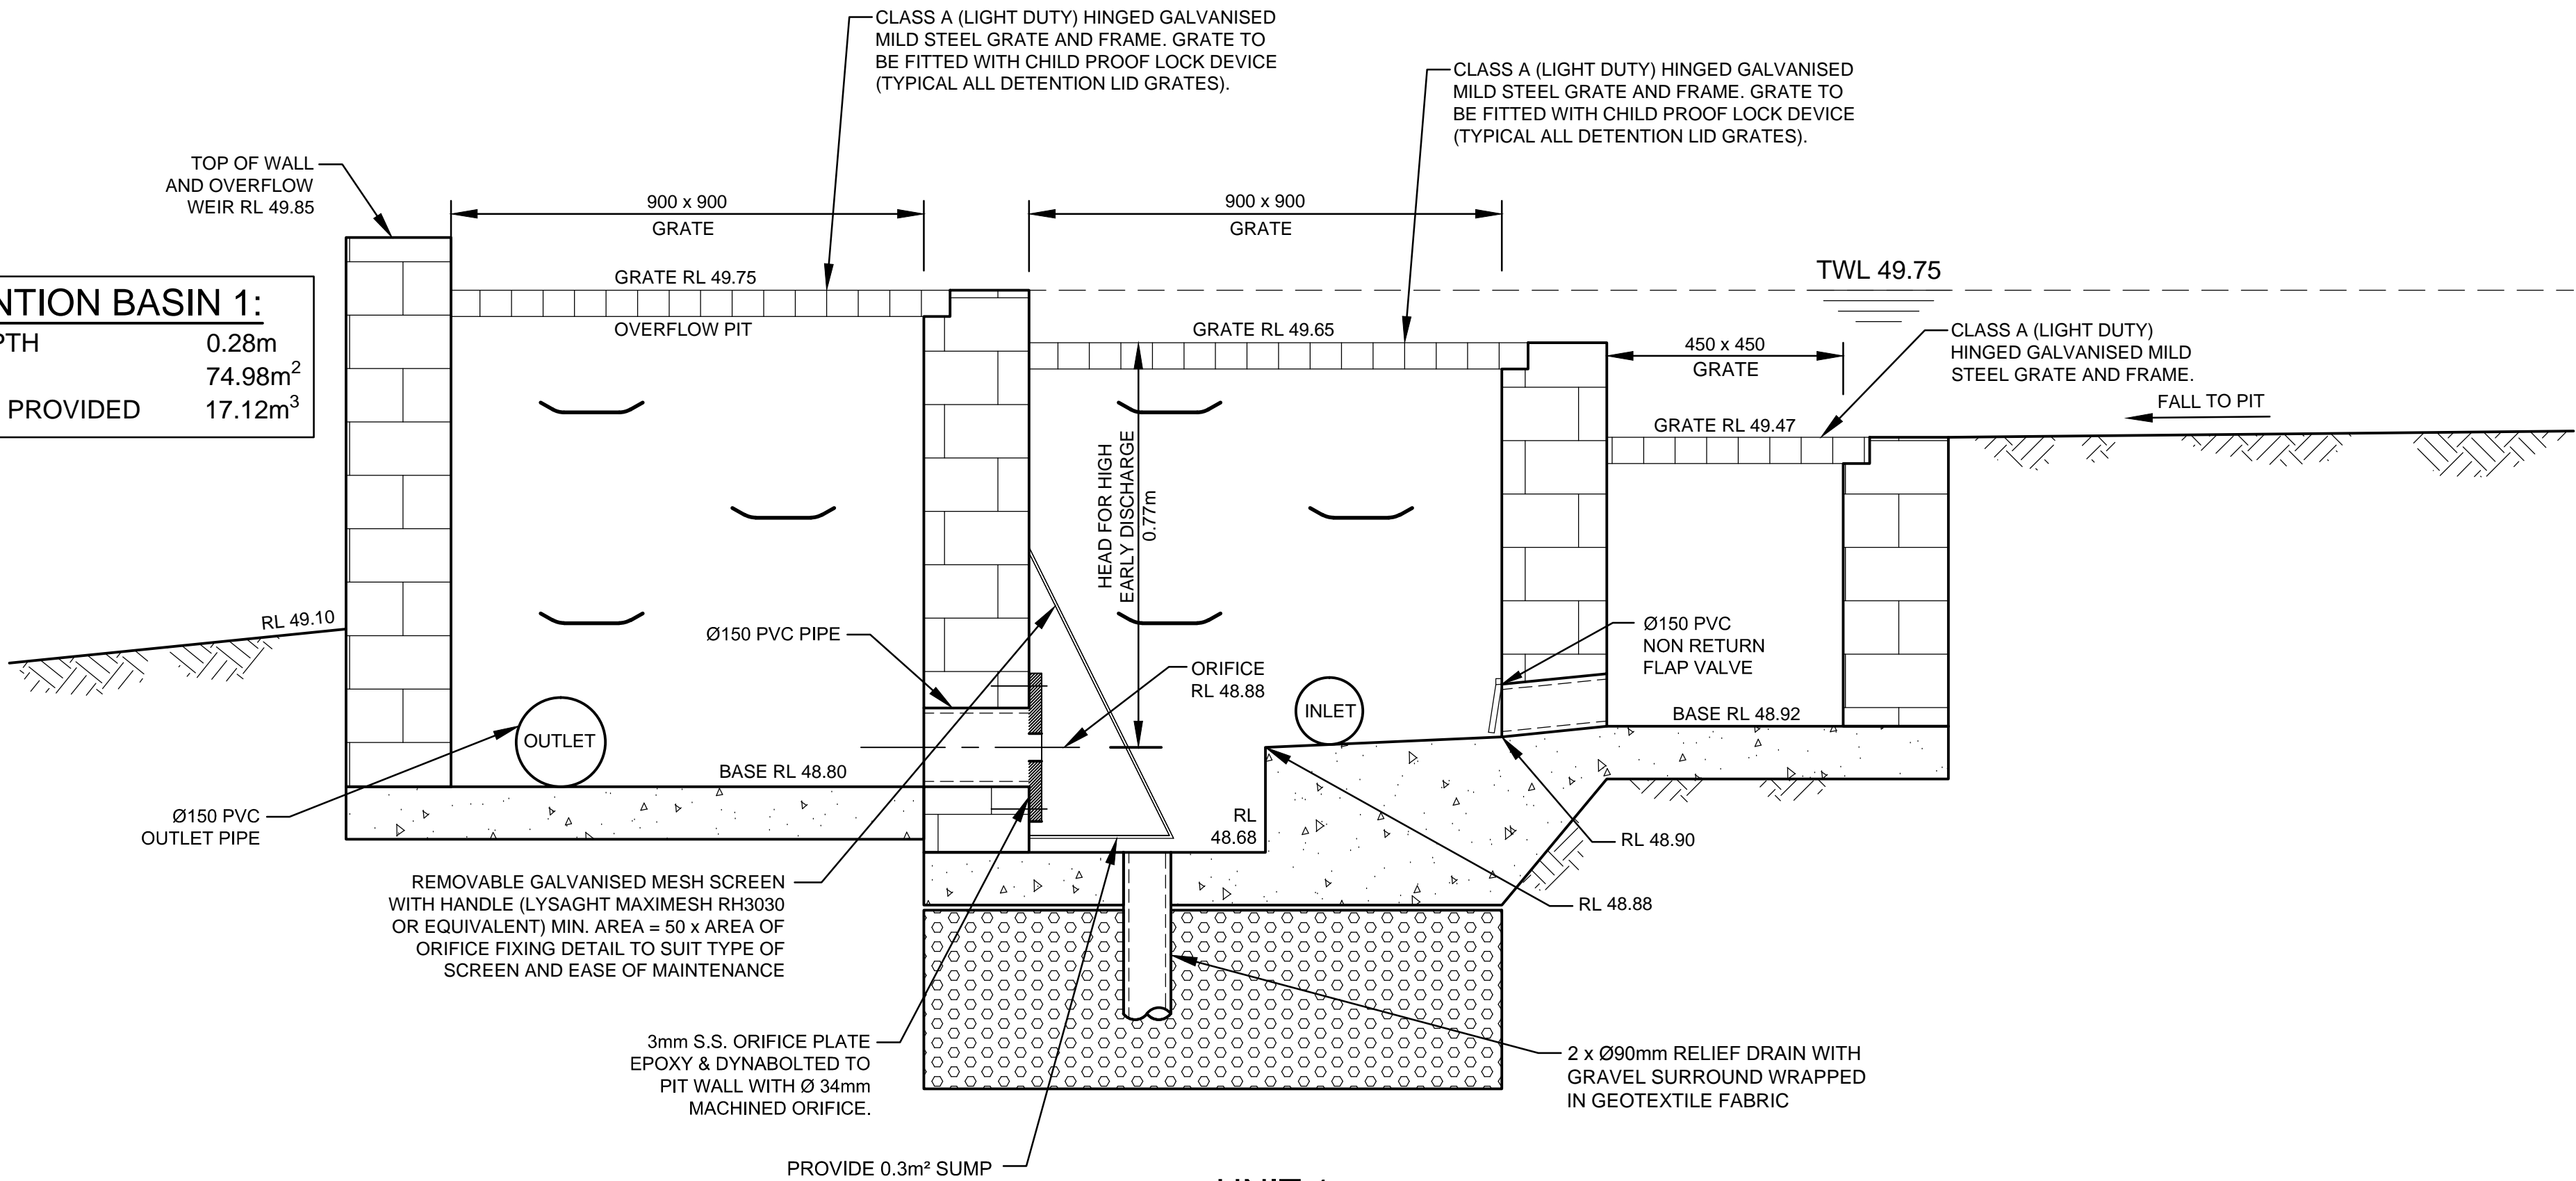 CLASS A (LIGHT DUTY) HINGED GALVANISED
MILD STEEL GRATE AND FRAME. GRATE TO
BE FITTED WITH CHILD PROOF LOCK DEVICE
(TYPICAL ALL DETENTION LID GRATES).
CLASS A (LIGHT DUTY) HINGED GALVANISED
MILD STEEL GRATE AND FRAME. GRATE TO
BE FITTED WITH CHILD PROOF LOCK DEVICE
(TYPICAL ALL DETENTION LID GRATES).
TOP OF WALL
AND OVERFLOW
WEIR RL 49.85
900 x 900
GRATE
900 x 900
GRATE
TWL 49.75
NTION BASIN 1:
PTH 0.28m
74.98m²
PROVIDED 17.12m³
GRATE RL 49.75
OVERFLOW PIT
GRATE RL 49.65
450 x 450
GRATE
CLASS A (LIGHT DUTY)
HINGED GALVANISED MILD
STEEL GRATE AND FRAME.
FALL TO PIT
GRATE RL 49.47
HEAD FOR HIGH
EARLY DISCHARGE
0.77m
RL 49.10
Ø150 PVC PIPE
ORIFICE
RL 48.88
Ø150 PVC
NON RETURN
FLAP VALVE
INLET
OUTLET
BASE RL 48.92
BASE RL 48.80
Ø150 PVC
OUTLET PIPE
RL
48.68
RL 48.90
RL 48.88
REMOVABLE GALVANISED MESH SCREEN
WITH HANDLE (LYSAGHT MAXIMESH RH3030
OR EQUIVALENT) MIN. AREA = 50 x AREA OF
ORIFICE FIXING DETAIL TO SUIT TYPE OF
SCREEN AND EASE OF MAINTENANCE
3mm S.S. ORIFICE PLATE
EPOXY & DYNABOLTED TO
PIT WALL WITH Ø 34mm
MACHINED ORIFICE.
2 x Ø90mm RELIEF DRAIN WITH
GRAVEL SURROUND WRAPPED
IN GEOTEXTILE FABRIC
PROVIDE 0.3m² SUMP